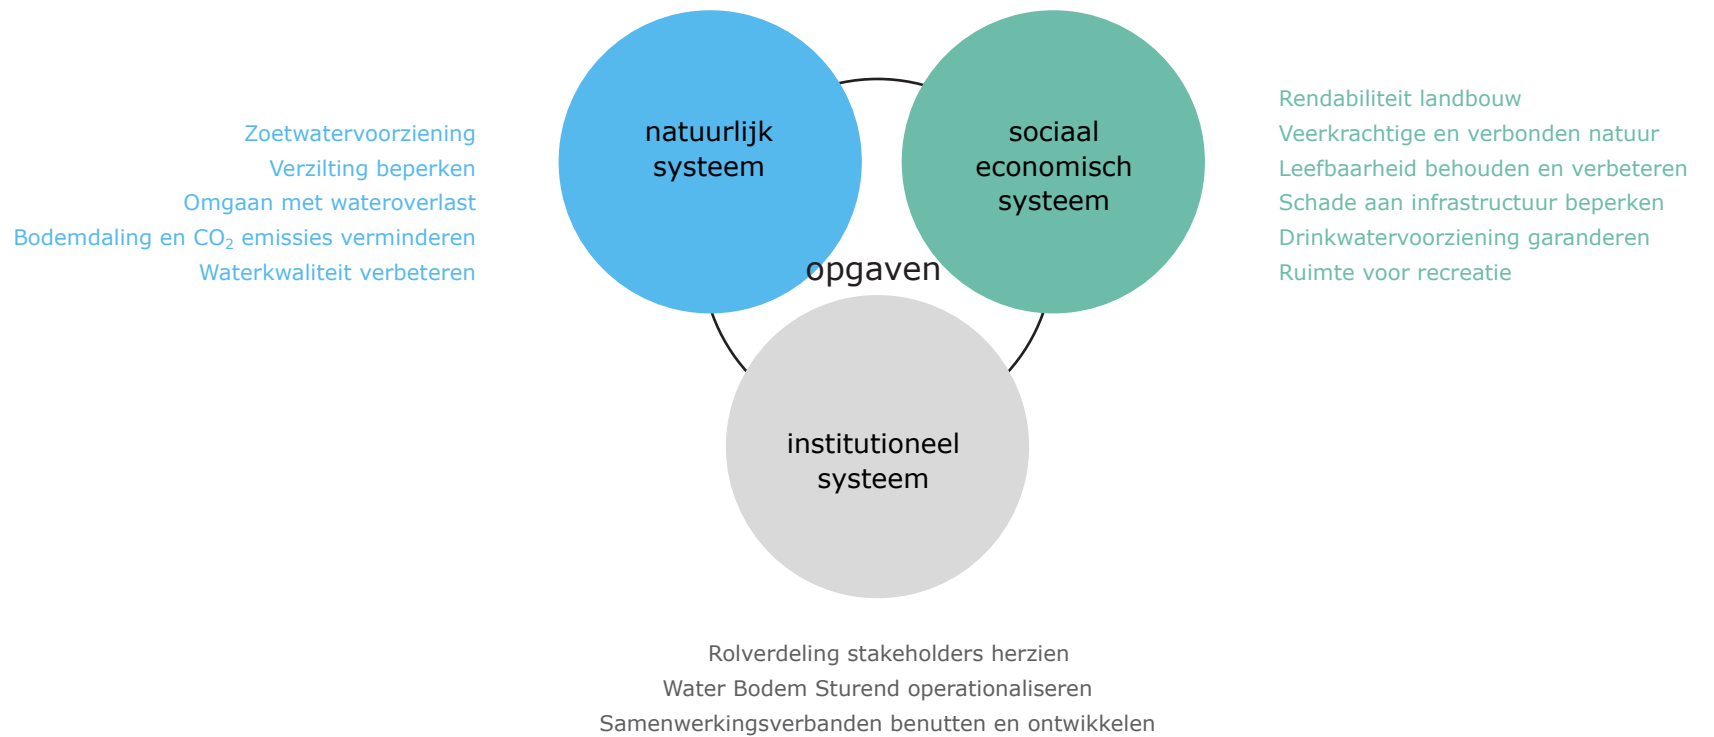 Zoetwatervoorziening
Verzilting beperken
Omgaan met wateroverlast
Bodemdaling en CO₂ emissies verminderen
Waterkwaliteit verbeteren
natuurlijk
systeem
sociaal
economisch
systeem
opgaven
institutioneel
systeem
Rendabiliteit landbouw
Veerkrachtige en verbonden natuur
Leefbaarheid behouden en verbeteren
Schade aan infrastructuur beperken
Drinkwatervoorziening garanderen
Ruimte voor recreatie
Rolverdeling stakeholders herzien
Water Bodem Sturend operationaliseren
Samenwerkingsverbanden benutten en ontwikkelen